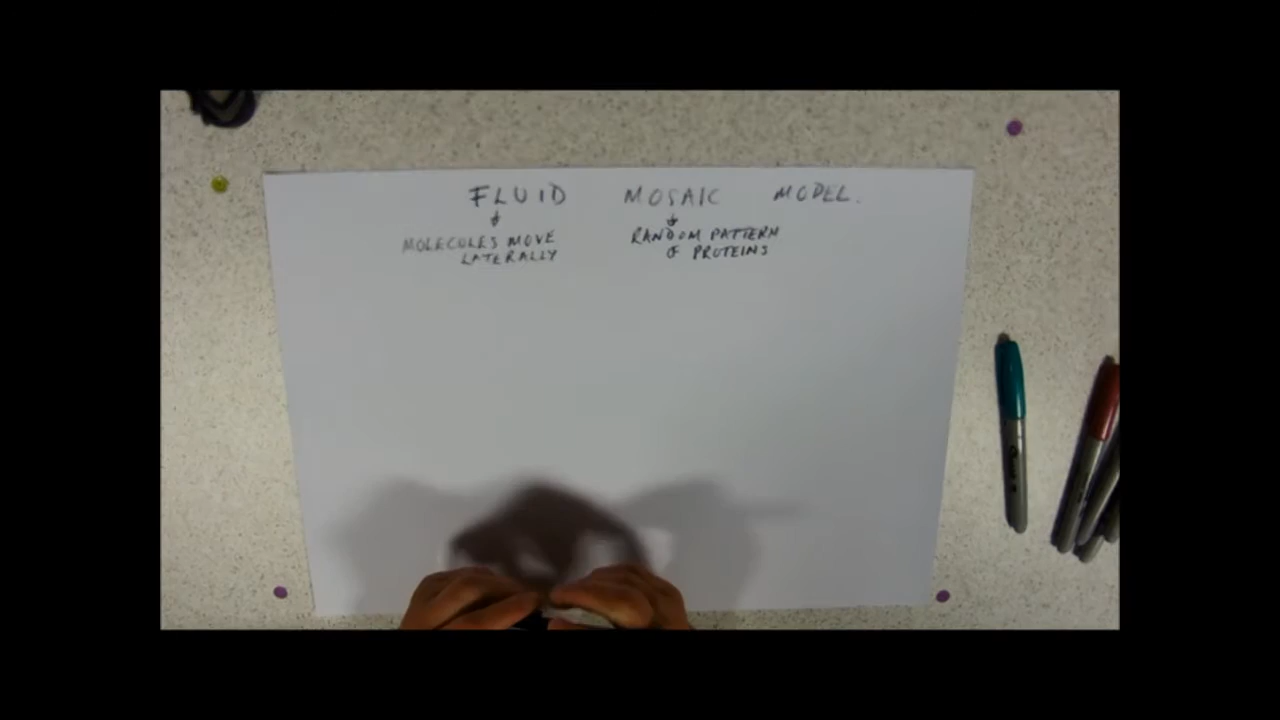 FLUID MOSAIC MODEL.
MOLECULES MOVE LATERALLY
RANDOM PATTERN OF PROTEINS